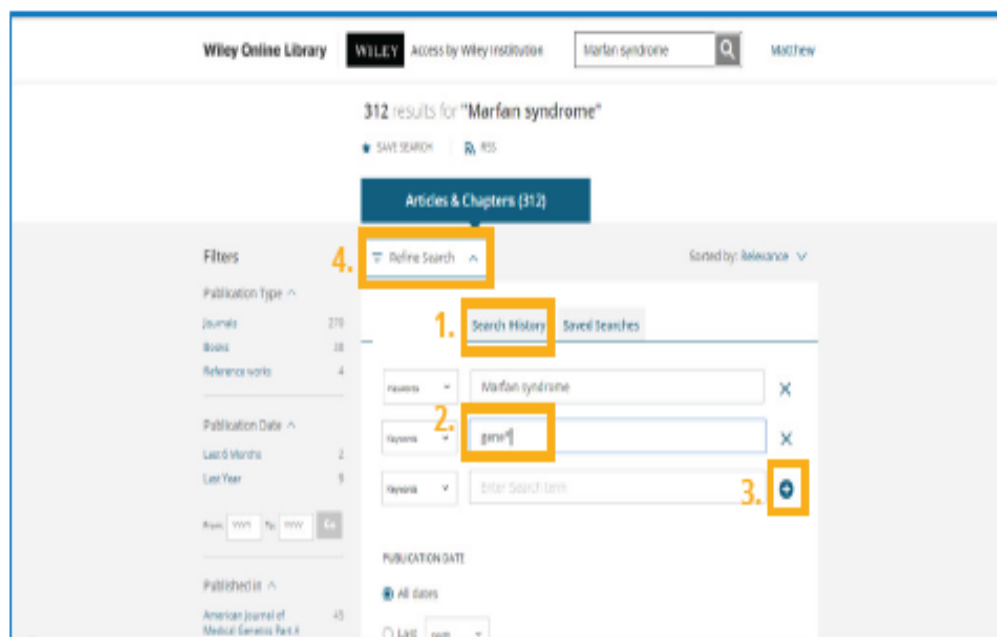 Wiley Online Library WILEY Access by Wiley Institution Marfan syndrome Matthew
312 results for "Marfan syndrome"
SAVE SEARCH RSS
Articles & Chapters (312)
Filters
4. Refine Search Sorted by: Relevance
Publication Type
1. Search History Saved Searches
Journals 270
Books
Reference works 4
Keywords Marfan syndrome
Publication Date
2. Keywords gene*
Last 6 Months 2
Last Year 9
Keywords Enter Search term 3.
From: YYYY To: YYYY Go
PUBLICATION DATE
Published in
All dates
American Journal of 45
Medical Genetics Part A
Last